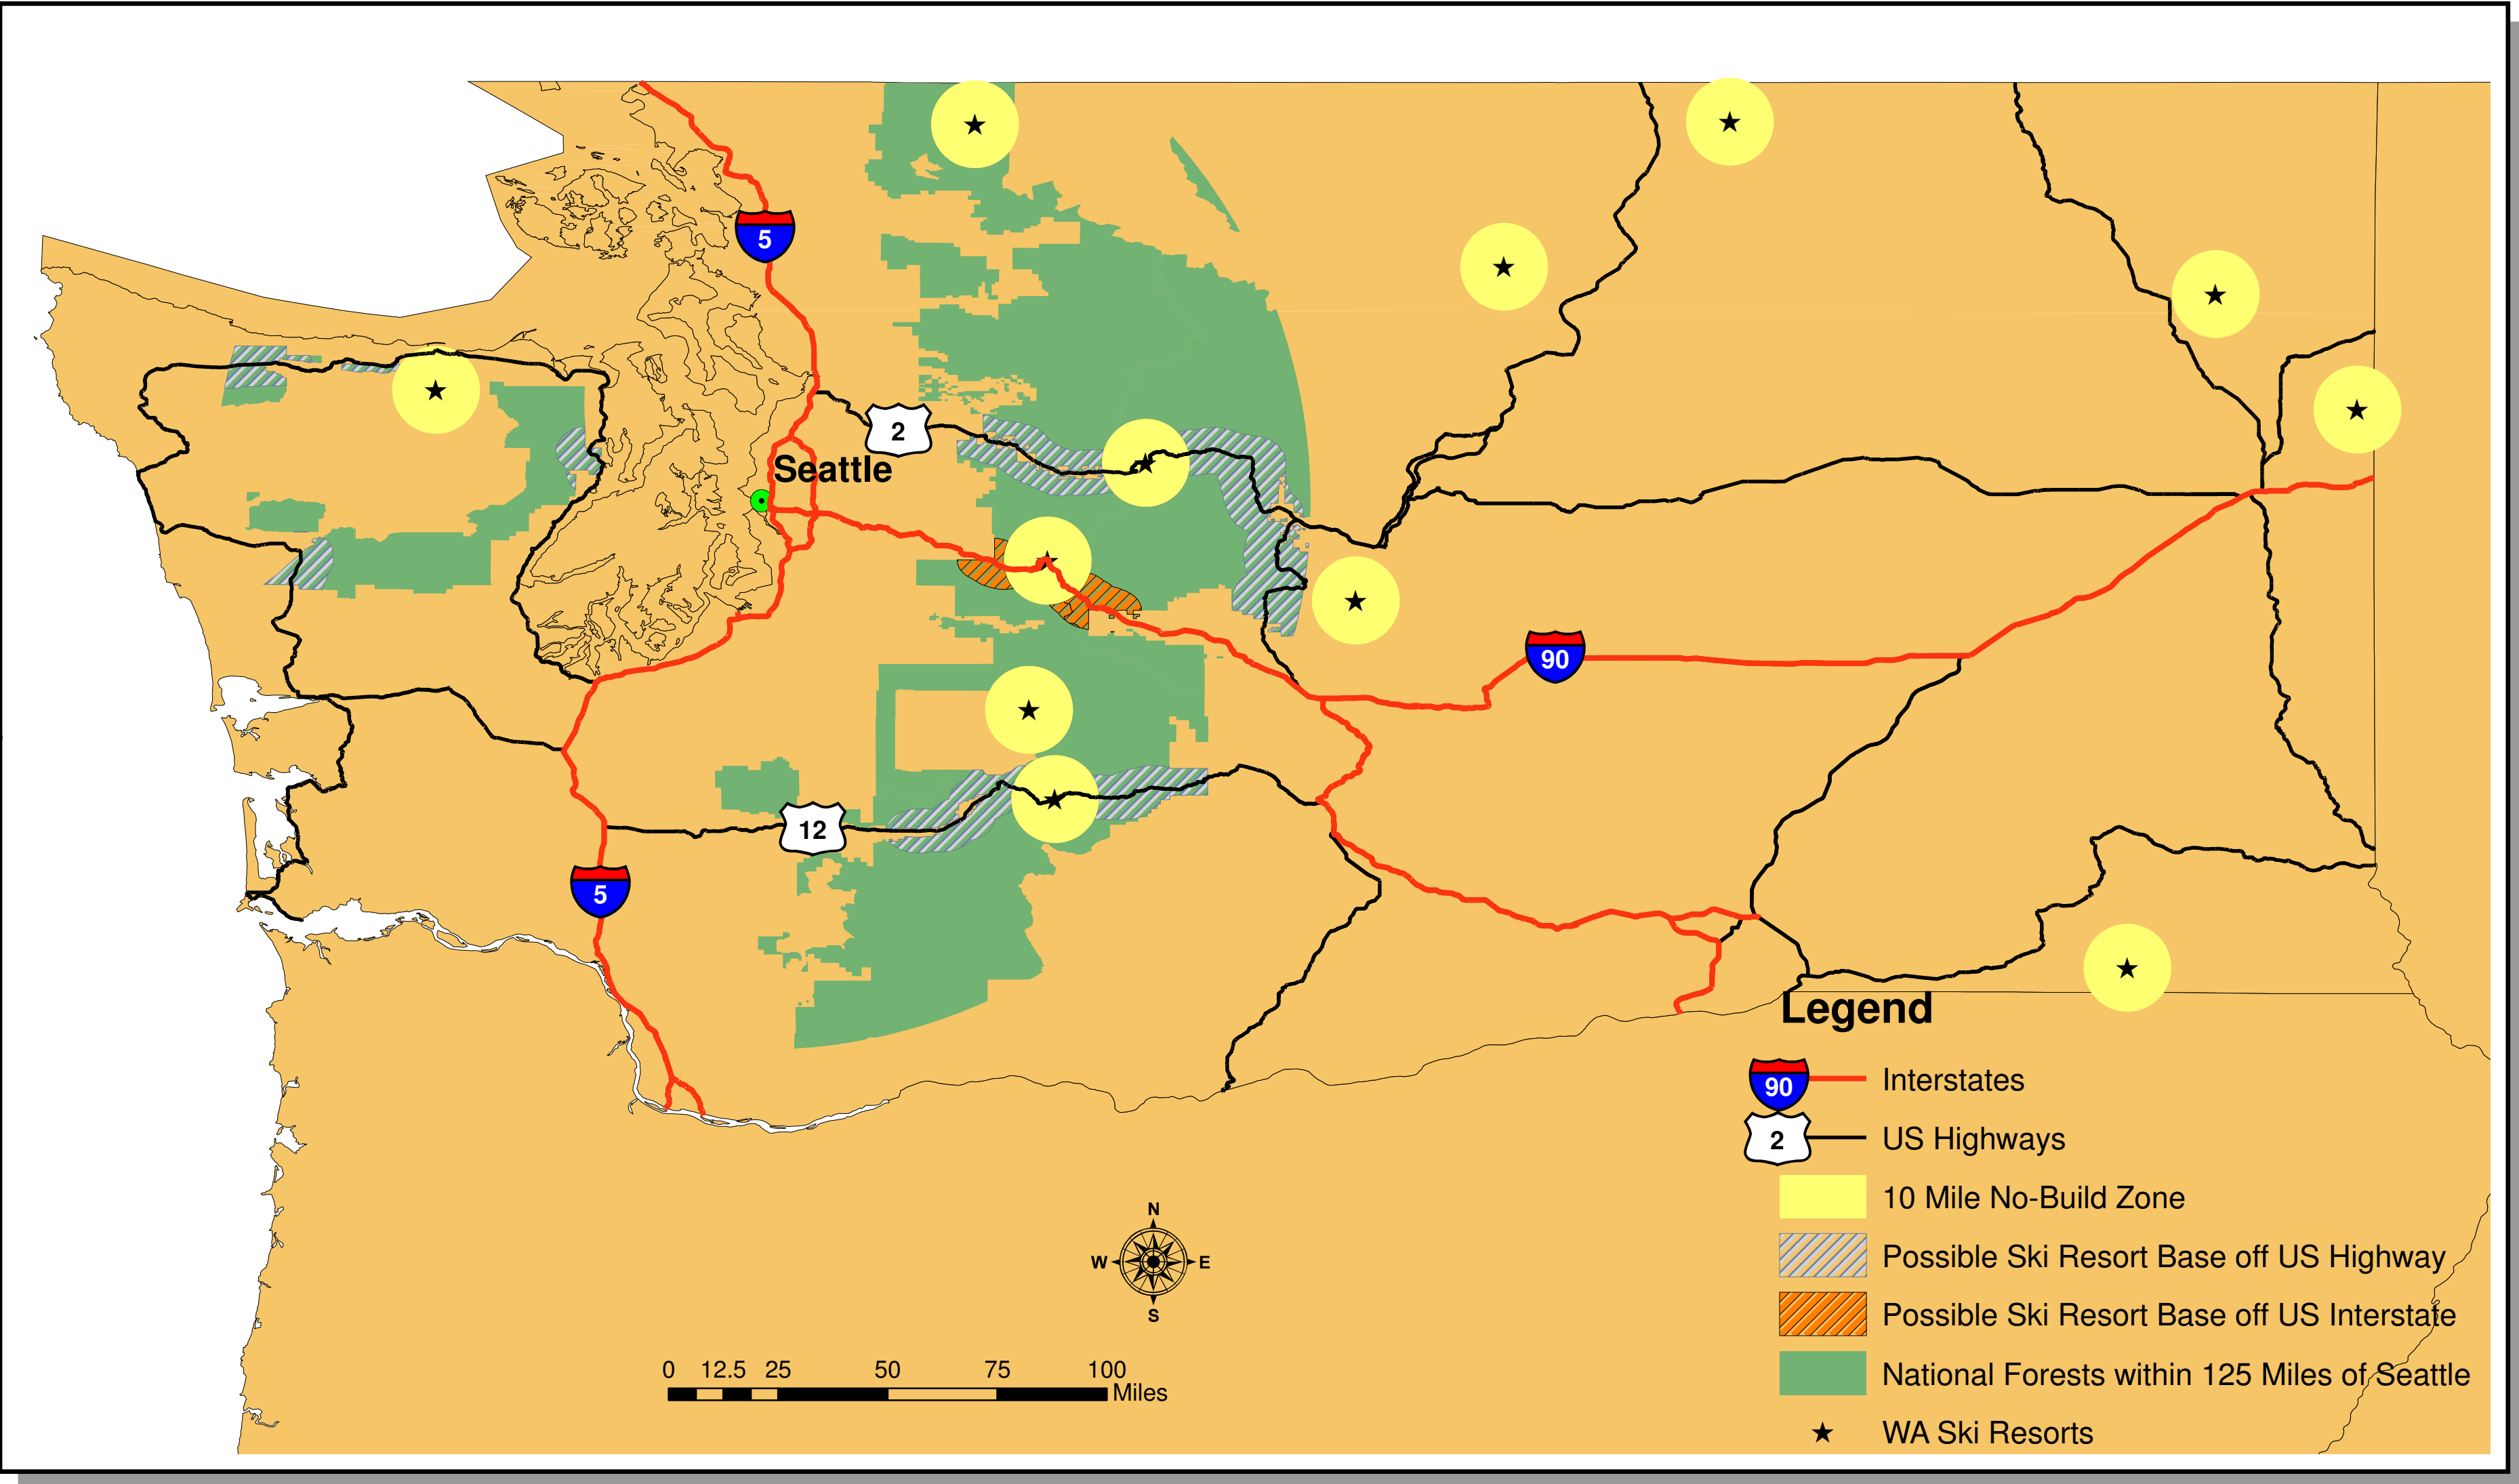 5
2
Seattle
90
12
5
Legend
90 Interstates
2 US Highways
10 Mile No-Build Zone
Possible Ski Resort Base off US Highway
Possible Ski Resort Base off US Interstate
National Forests within 125 Miles of Seattle
WA Ski Resorts
N
W E
S
0 12.5 25 50 75 100
Miles